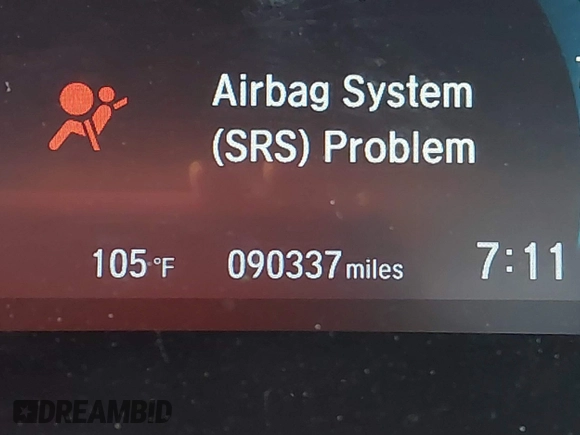 Airbag System
(SRS) Problem
105°F 090337 miles 7:11
DREAMBID